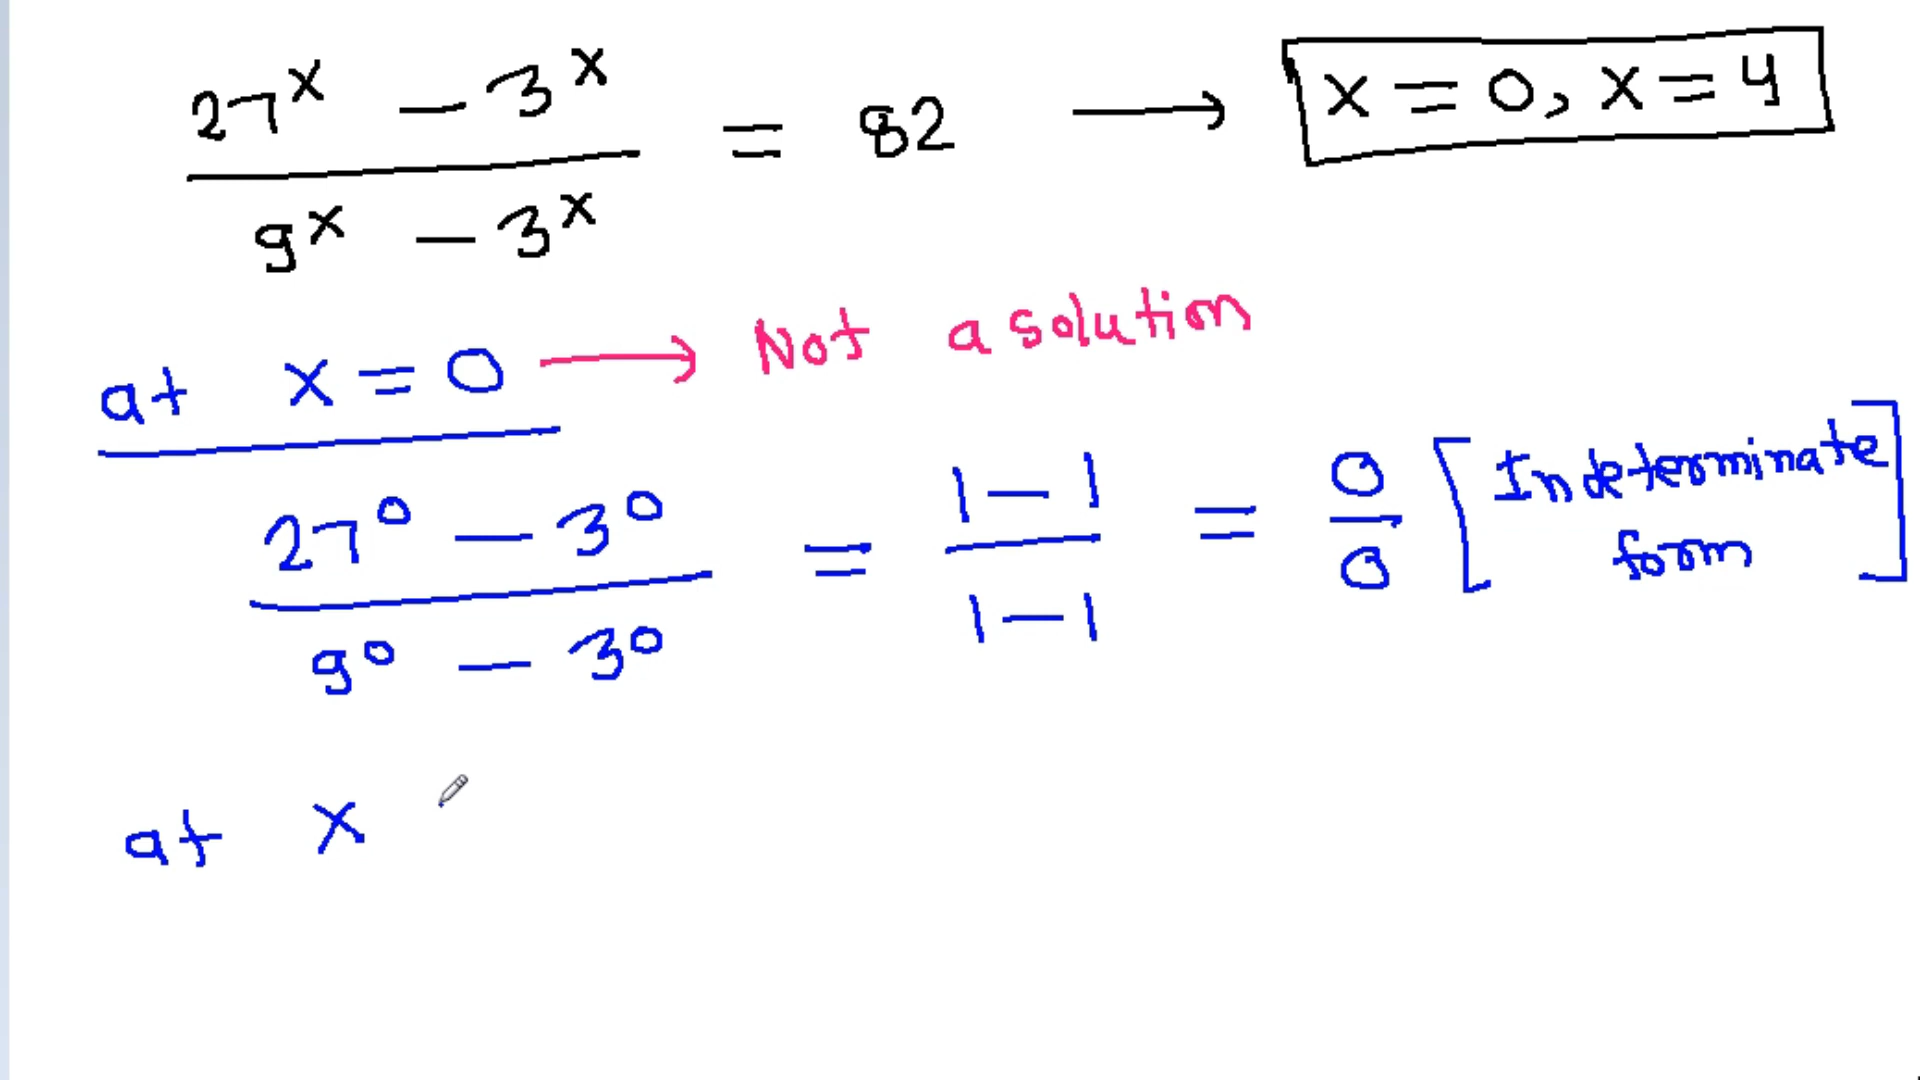 27^x - 3^x / 9^x - 3^x = 82 → x = 0, x = 4
at x = 0 → Not a solution
27^0 - 3^0 / 9^0 - 3^0 = 1 - 1 / 1 - 1 = 0 / 0 [Indeterminate form]
at x